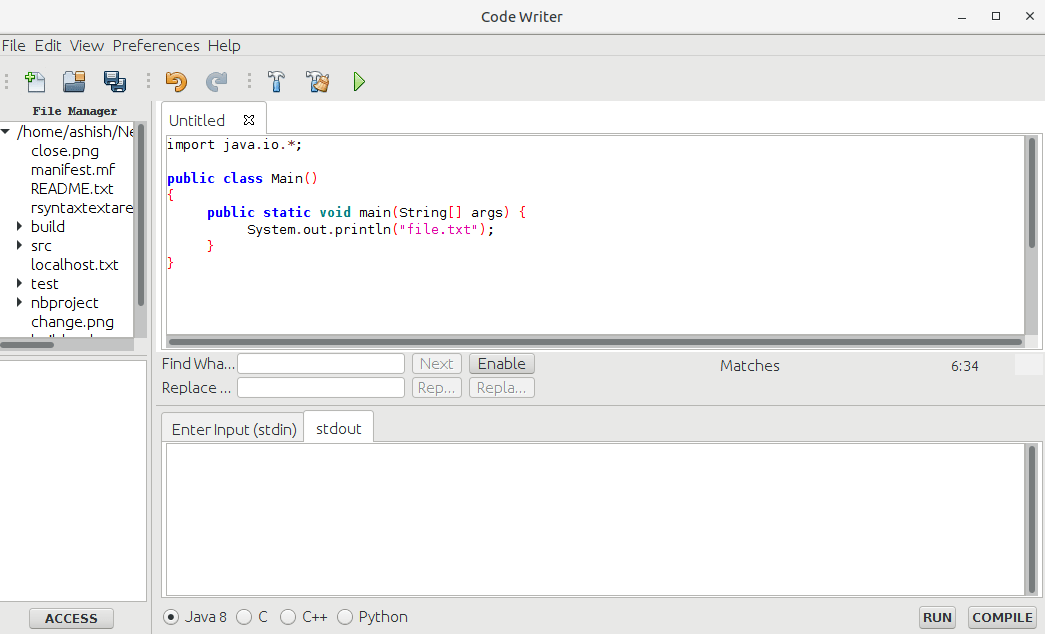 Code Writer
File Edit View Preferences Help
File Manager
/home/ashish/Ne
close.png
manifest.mf
README.txt
rsyntaxtextare
build
src
localhost.txt
test
nbproject
change.png
Untitled
import java.io.*;
public class Main()
{
public static void main(String[] args) {
System.out.println("file.txt");
}
}
Find Wha... Next Enable Matches 6:34
Replace ... Rep... Repla...
Enter Input (stdin) stdout
ACCESS
Java 8 C C++ Python RUN COMPILE